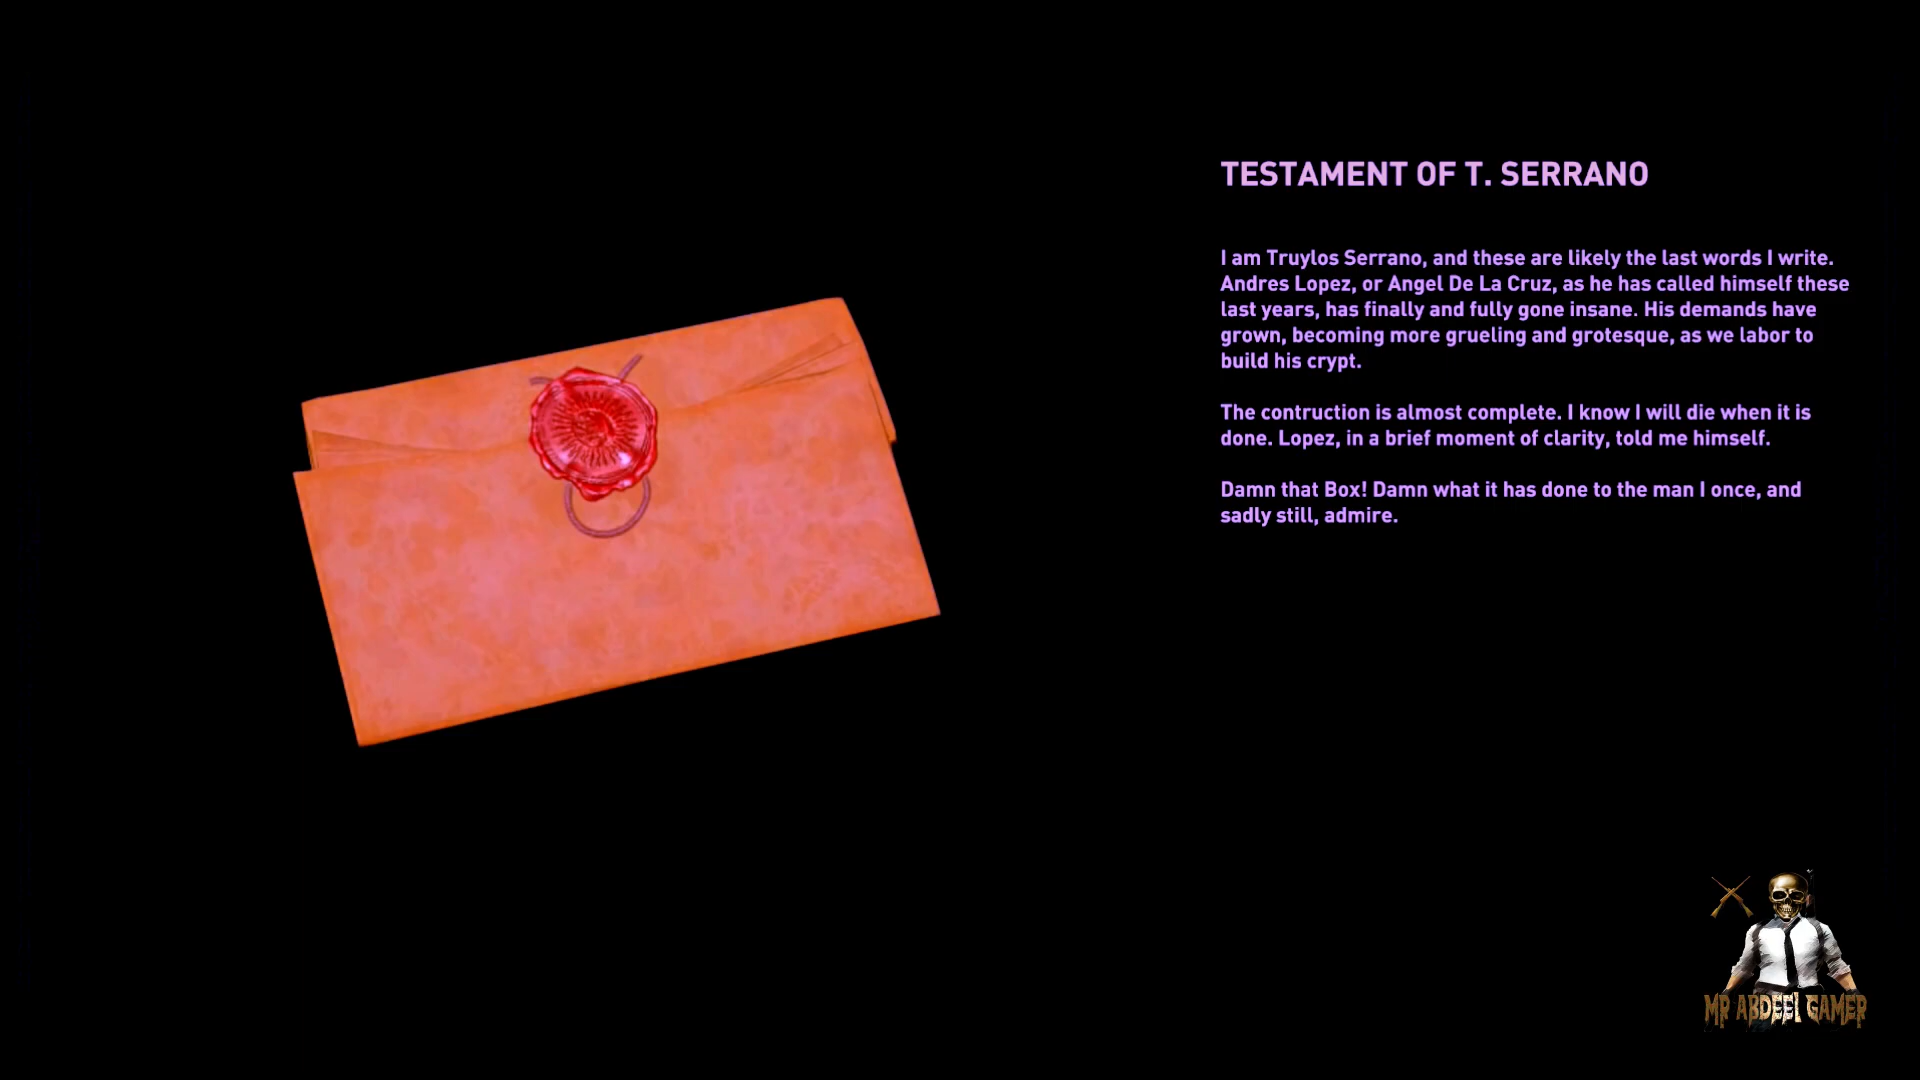 TESTAMENT OF T. SERRANO
I am Truylos Serrano, and these are likely the last words I write.
Andres Lopez, or Angel De La Cruz, as he has called himself these
last years, has finally and fully gone insane. His demands have
grown, becoming more grueling and grotesque, as we labor to
build his crypt.
The contruction is almost complete. I know I will die when it is
done. Lopez, in a brief moment of clarity, told me himself.
Damn that Box! Damn what it has done to the man I once, and
sadly still, admire.
MR ABDEEL GAMER